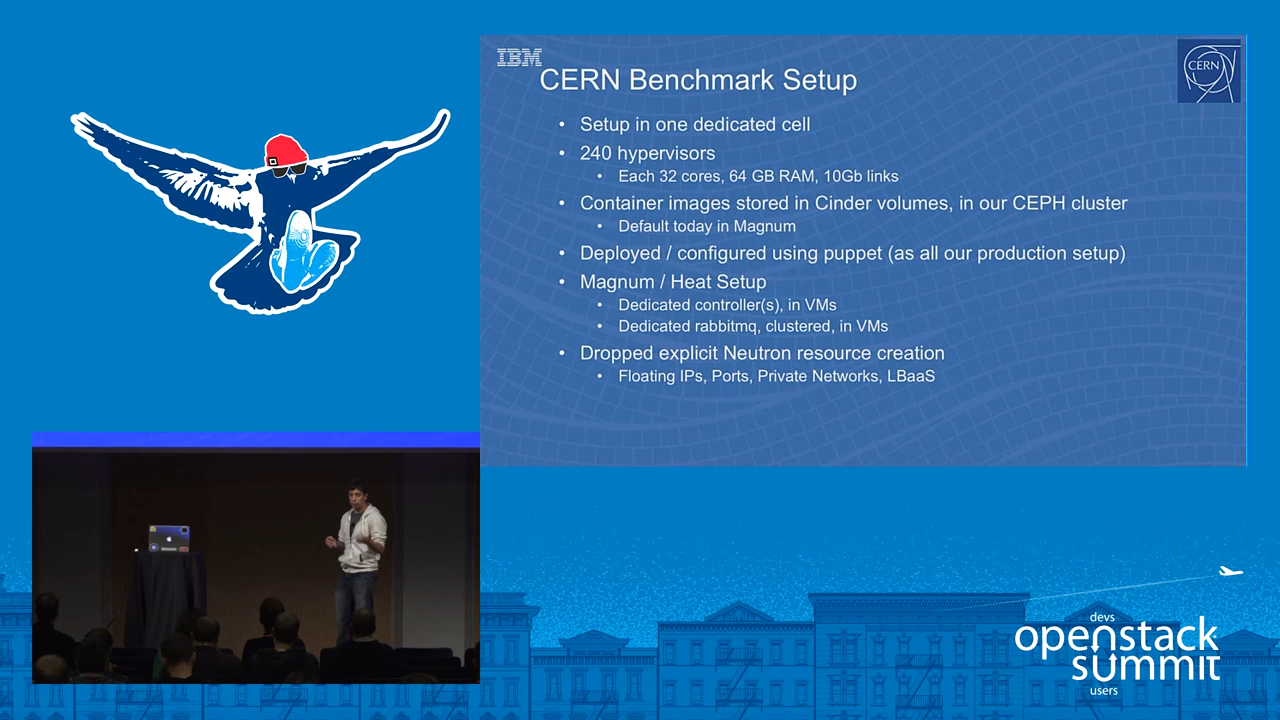 IBM
CERN
CERN Benchmark Setup
• Setup in one dedicated cell
• 240 hypervisors
• Each 32 cores, 64 GB RAM, 10Gb links
• Container images stored in Cinder volumes, in our CEPH cluster
• Default today in Magnum
• Deployed / configured using puppet (as all our production setup)
• Magnum / Heat Setup
• Dedicated controller(s), in VMs
• Dedicated rabbitmq, clustered, in VMs
• Dropped explicit Neutron resource creation
• Floating IPs, Ports, Private Networks, LBaaS
devs
openstack
summit
users